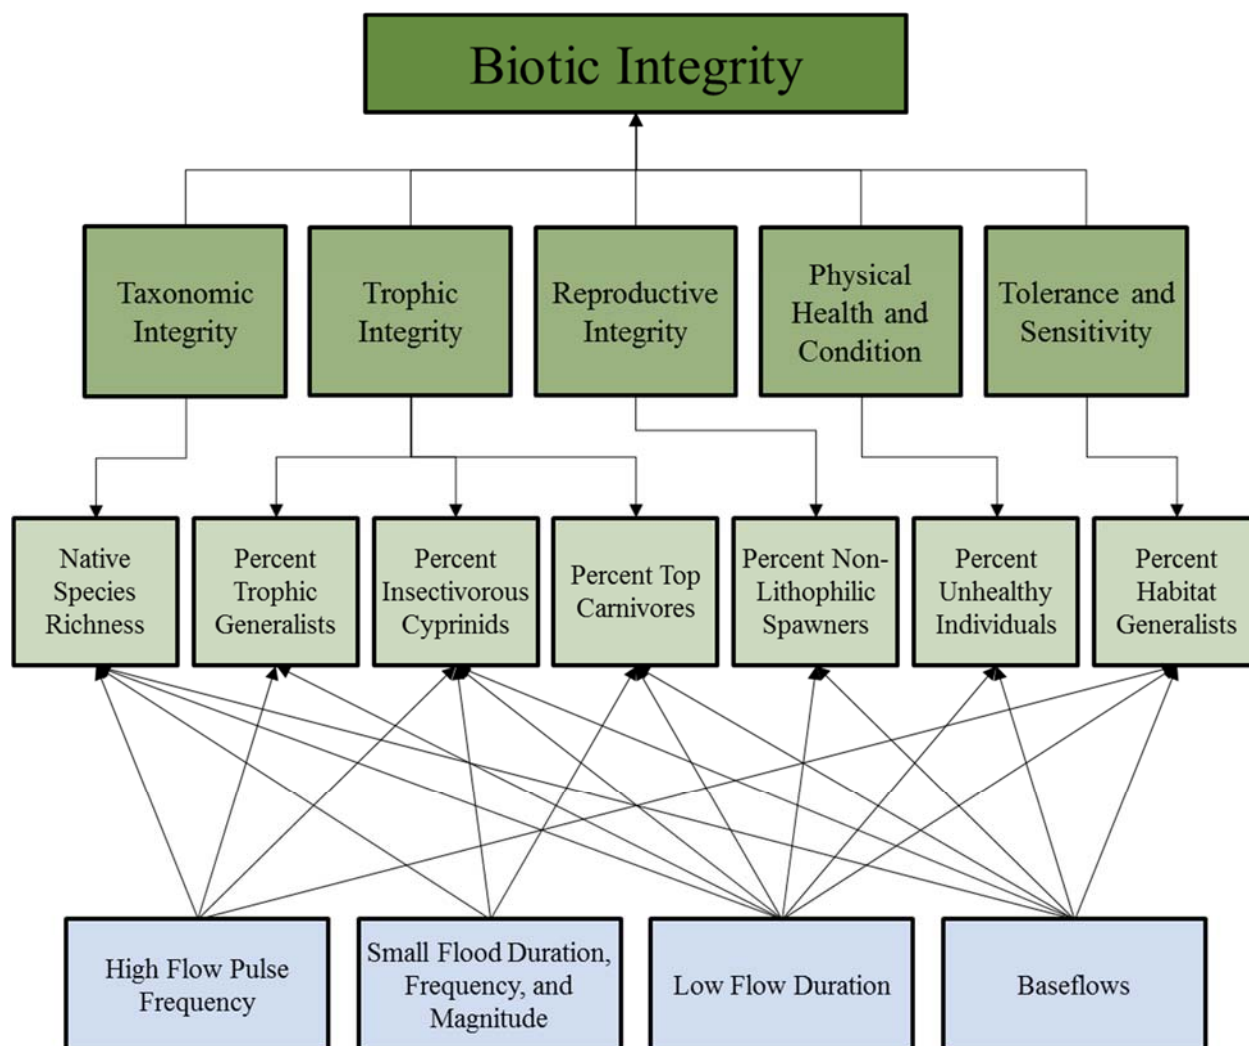 Biotic Integrity
Taxonomic
Integrity
Trophic
Integrity
Reproductive
Integrity
Physical
Health and
Condition
Tolerance and
Sensitivity
Native
Species
Richness
Percent
Trophic
Generalists
Percent
Insectivorous
Cyprinids
Percent Top
Carnivores
Percent Non-
Lithophilic
Spawners
Percent
Unhealthy
Individuals
Percent
Habitat
Generalists
High Flow Pulse
Frequency
Small Flood Duration,
Frequency, and
Magnitude
Low Flow Duration
Baseflows